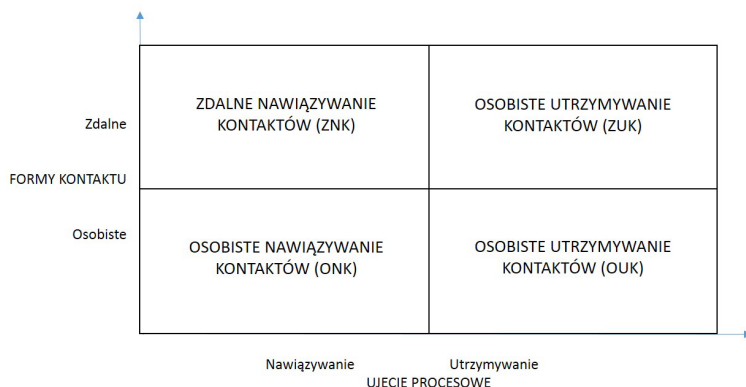 ZDALNE NAWIĄZYWANIE
KONTAKTÓW (ZNK)
OSOBISTE UTRZYMYWANIE
KONTAKTÓW (ZUK)
Zdalne
FORMY KONTAKTU
Osobiste
OSOBISTE NAWIĄZYWANIE
KONTAKTÓW (ONK)
OSOBISTE UTRZYMYWANIE
KONTAKTÓW (OUK)
Nawiązywanie
Utrzymywanie
UJĘCIE PROCESOWE